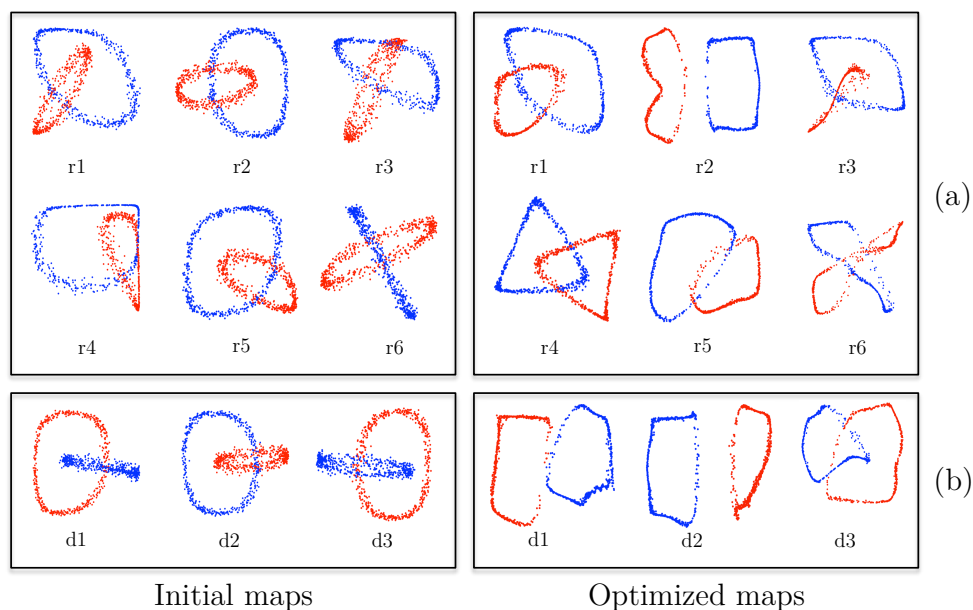 r1 r2 r3 r1 r2 r3
(a)
r4 r5 r6 r4 r5 r6
(b)
d1 d2 d3 d1 d2 d3
Initial maps Optimized maps